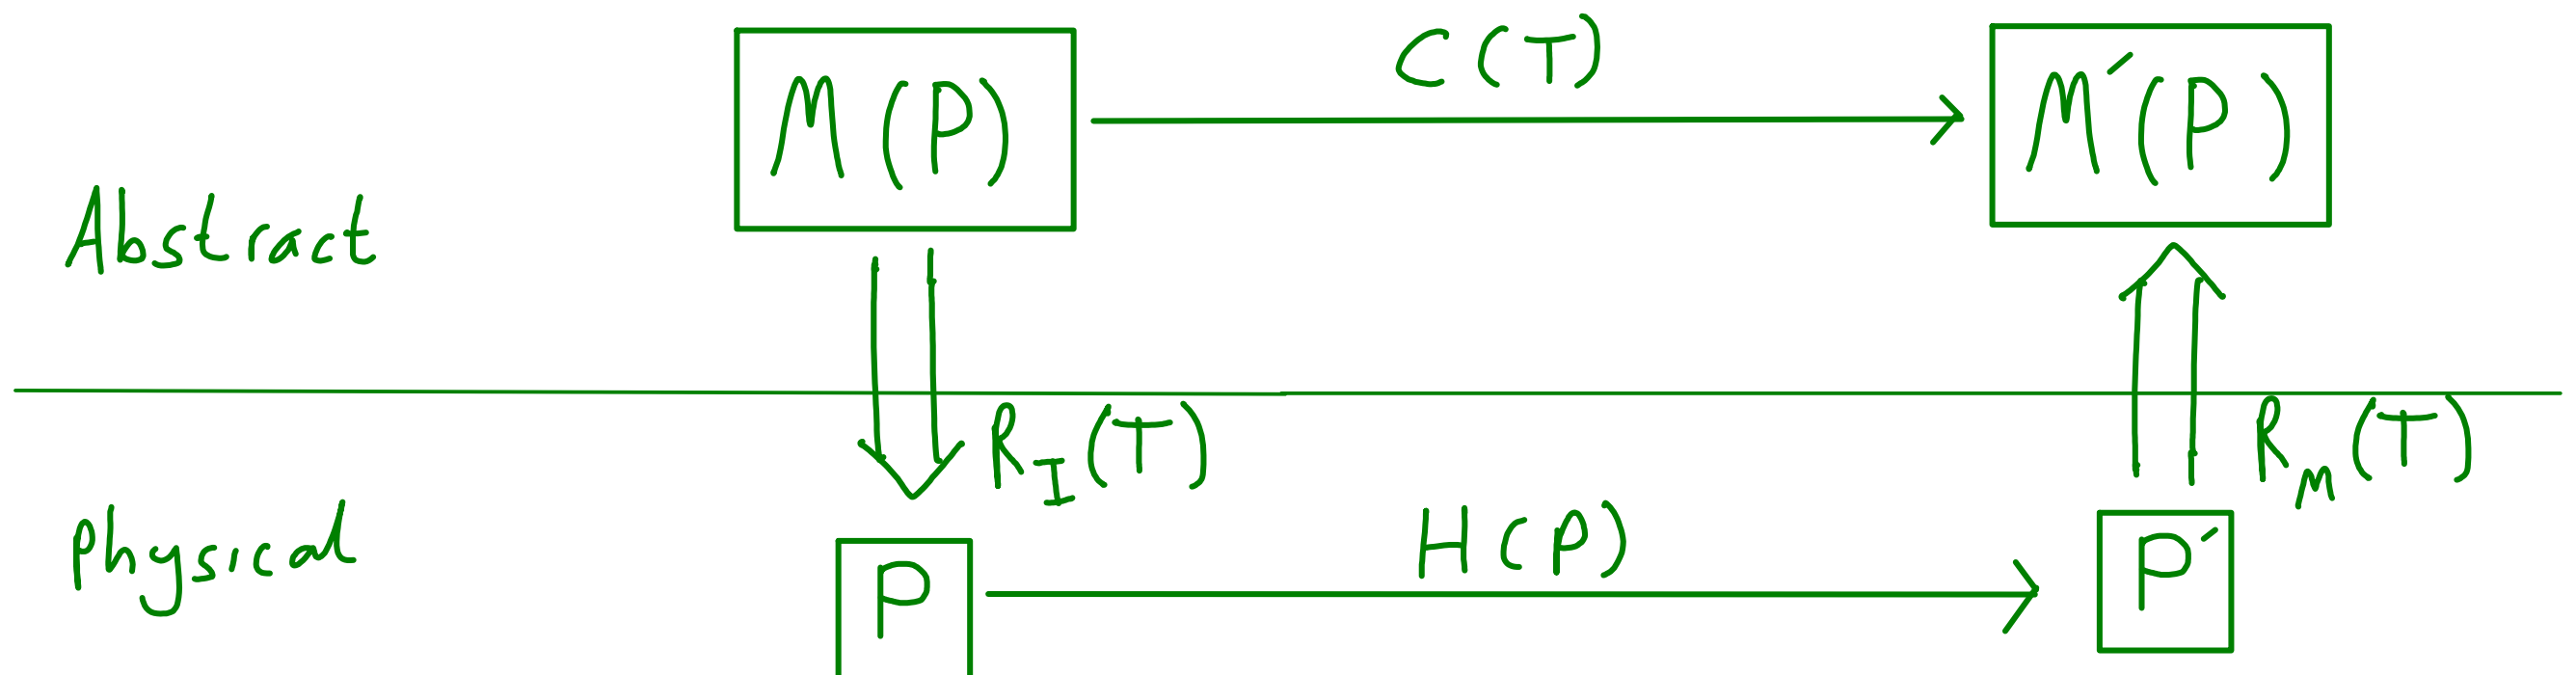 C(T)
M(P) M´(P)
Abstract
R_I(T) R_M(T)
Physical
H(P)
P P´